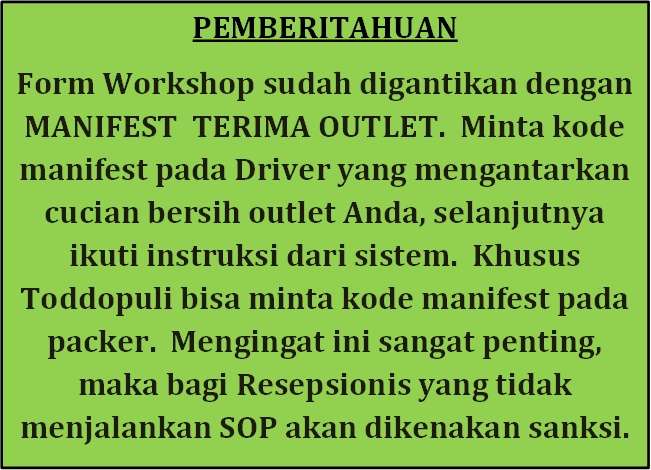 PEMBERITAHUAN
Form Workshop sudah digantikan dengan
MANIFEST  TERIMA OUTLET.  Minta kode
manifest pada Driver yang mengantarkan
cucian bersih outlet Anda, selanjutnya
ikuti instruksi dari sistem.  Khusus
Toddopuli bisa minta kode manifest pada
packer.  Mengingat ini sangat penting,
maka bagi Resepsionis yang tidak
menjalankan SOP akan dikenakan sanksi.